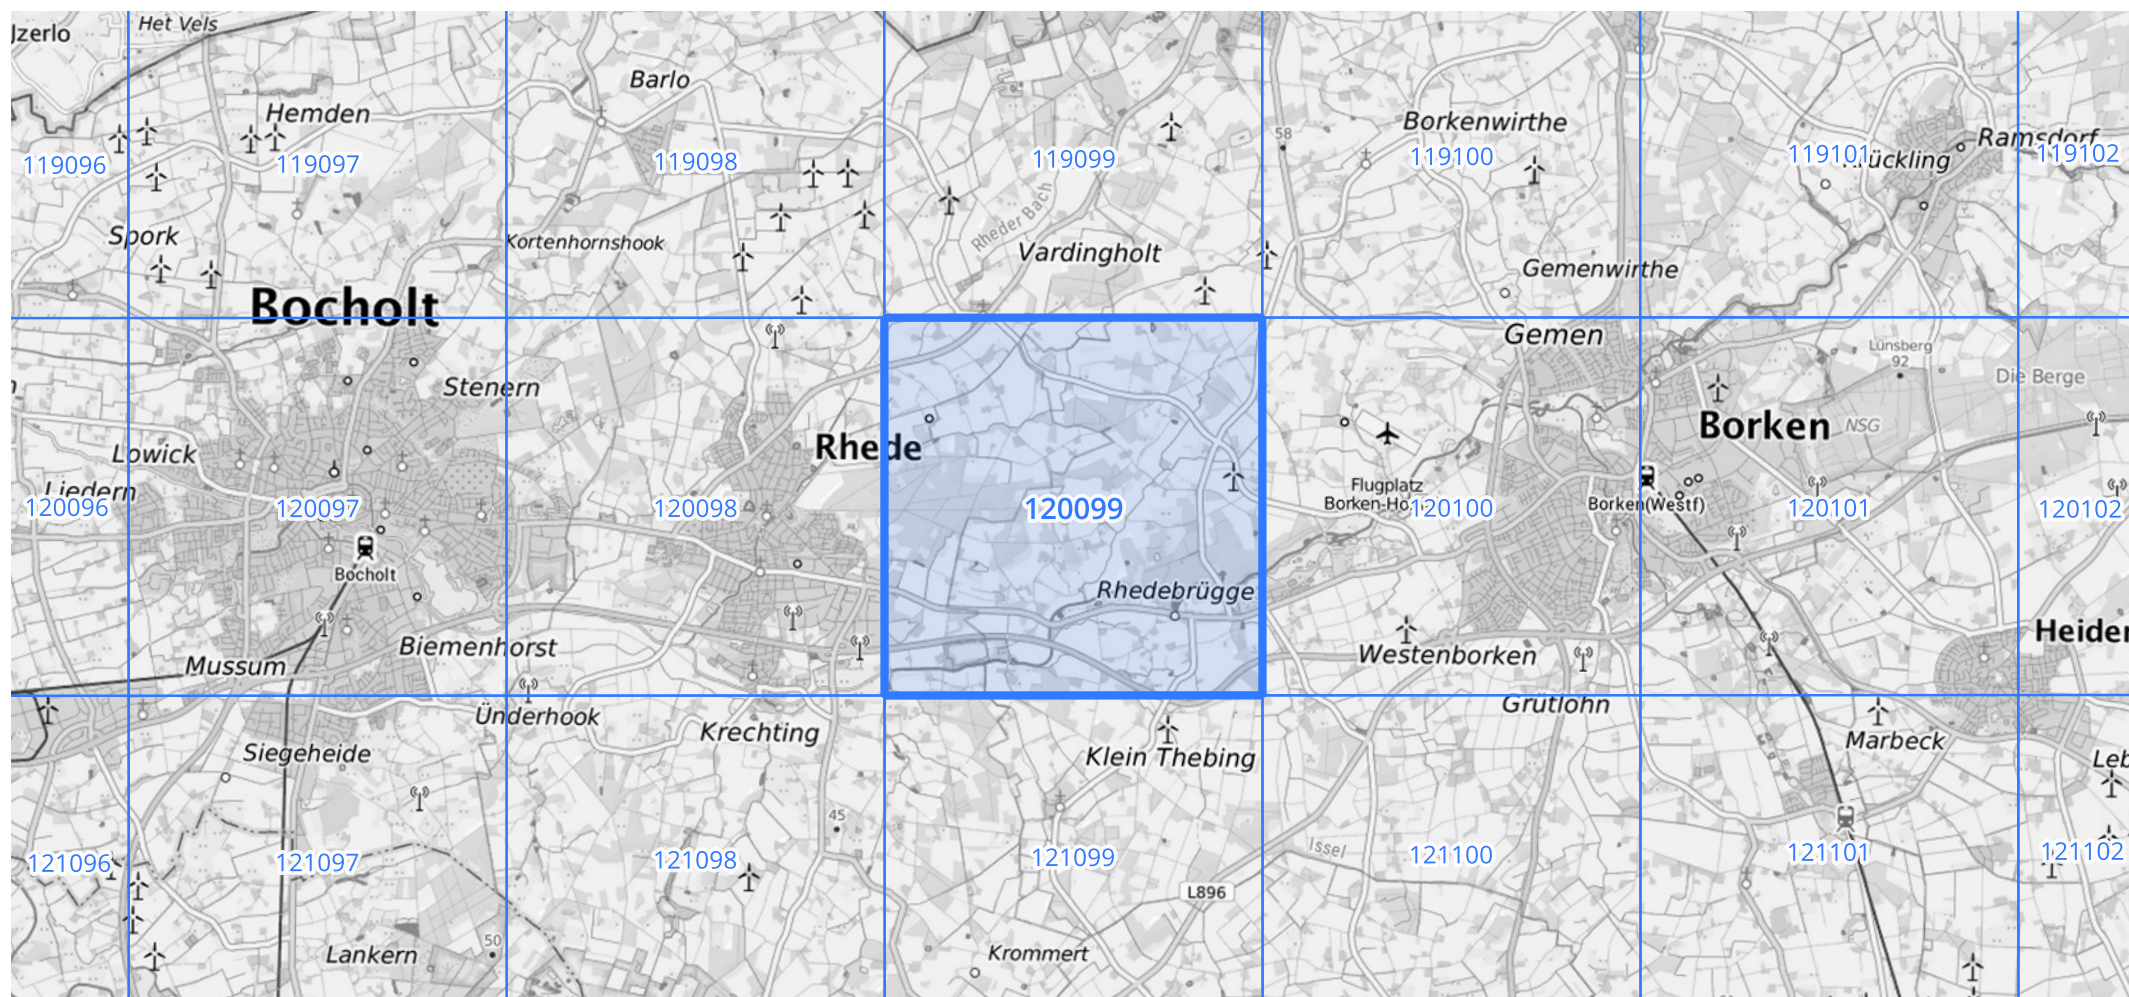 Het Vels
Jzerlo
Barlo
Hemden
119096
119097
119098
119099
Borkenwirthe
58
119100
119101
Ramsdorf
119102
Rheder Bach
Spork
Kortenhornshook
Vardingholt
Gemenwirthe
Bocholt
Gemen
Lünsberg
92
Die Berge
Stenern
Rhede
Borken
NSG
Lowick
Liedern
120096
120097
120098
120099
Flugplatz
Borken-Ho
120100
Borken(Westf)
120101
120102
Bocholt
Rhedebrügge
Biemenhorst
Mussum
Westenborken
Heiden
Ünderhook
Krechting
Grütlohn
Siegeheide
Klein Thebing
Marbeck
Leb
45
121096
121097
121098
121099
Issel
121100
121101
121102
L896
50
Lankern
Krommert